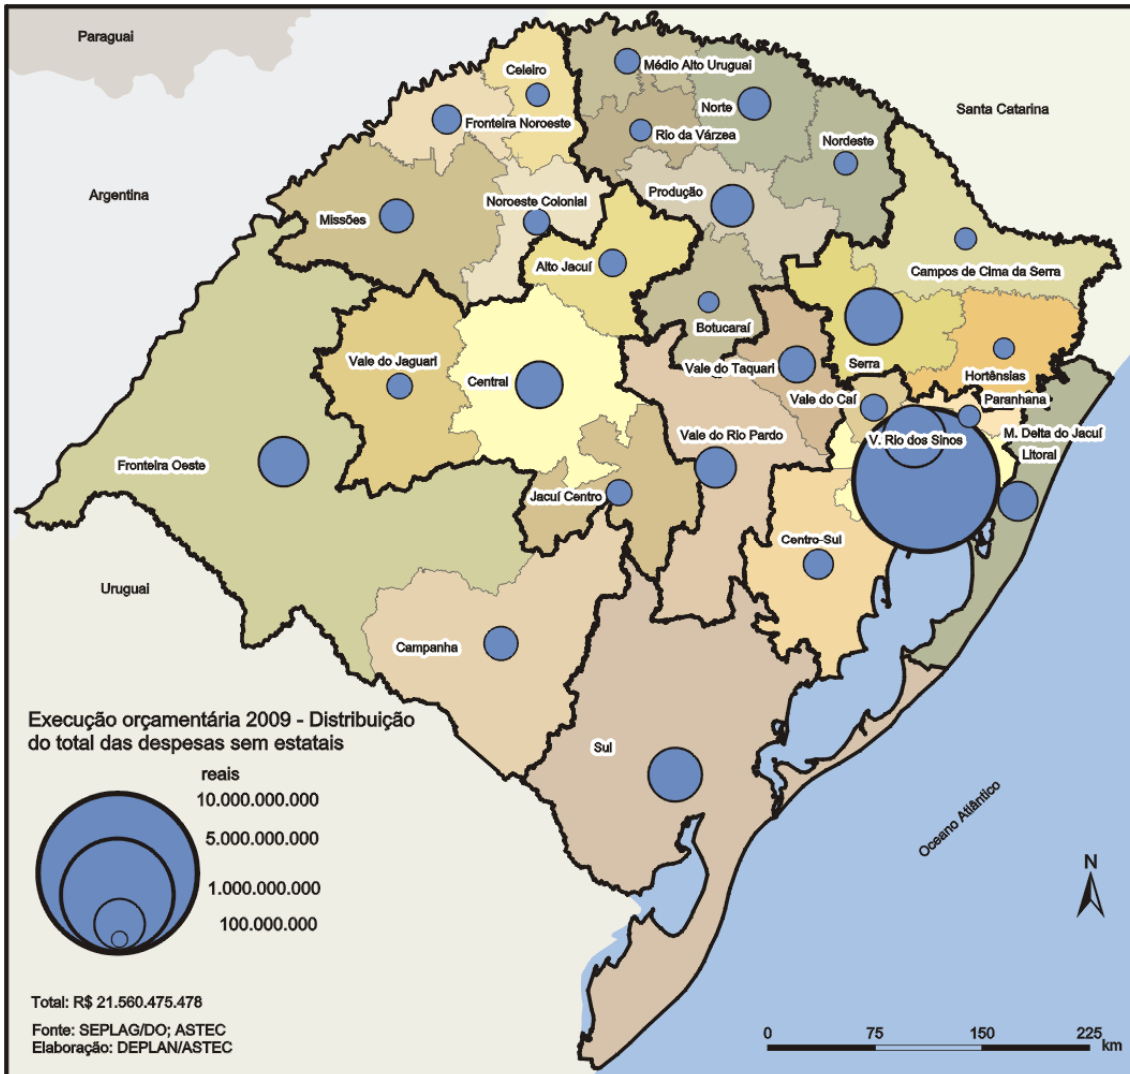 Paraguai
Celeiro
Médio Alto Uruguai
Norte
Santa Catarina
Fronteira Noroeste
Rio da Várzea
Nordeste
Argentina
Produção
Noroeste Colonial
Missões
Alto Jacuí
Campos de Cima da Serra
Botucaraí
Vale do Jaguari
Vale do Taquari
Serra
Hortênsias
Central
Vale do Caí
Paranhana
Vale do Rio Pardo
V. Rio dos Sinos
M. Delta do Jacuí
Litoral
Fronteira Oeste
Jacuí Centro
Centro-Sul
Uruguai
Campanha
Sul
Oceano Atlântico
Execução orçamentária 2009 - Distribuição
do total das despesas sem estatais
reais
10.000.000.000
5.000.000.000
1.000.000.000
100.000.000
N
Total: R$ 21.560.475.478
Fonte: SEPLAG/DO; ASTEC
Elaboração: DEPLAN/ASTEC
0 75 150 225
km